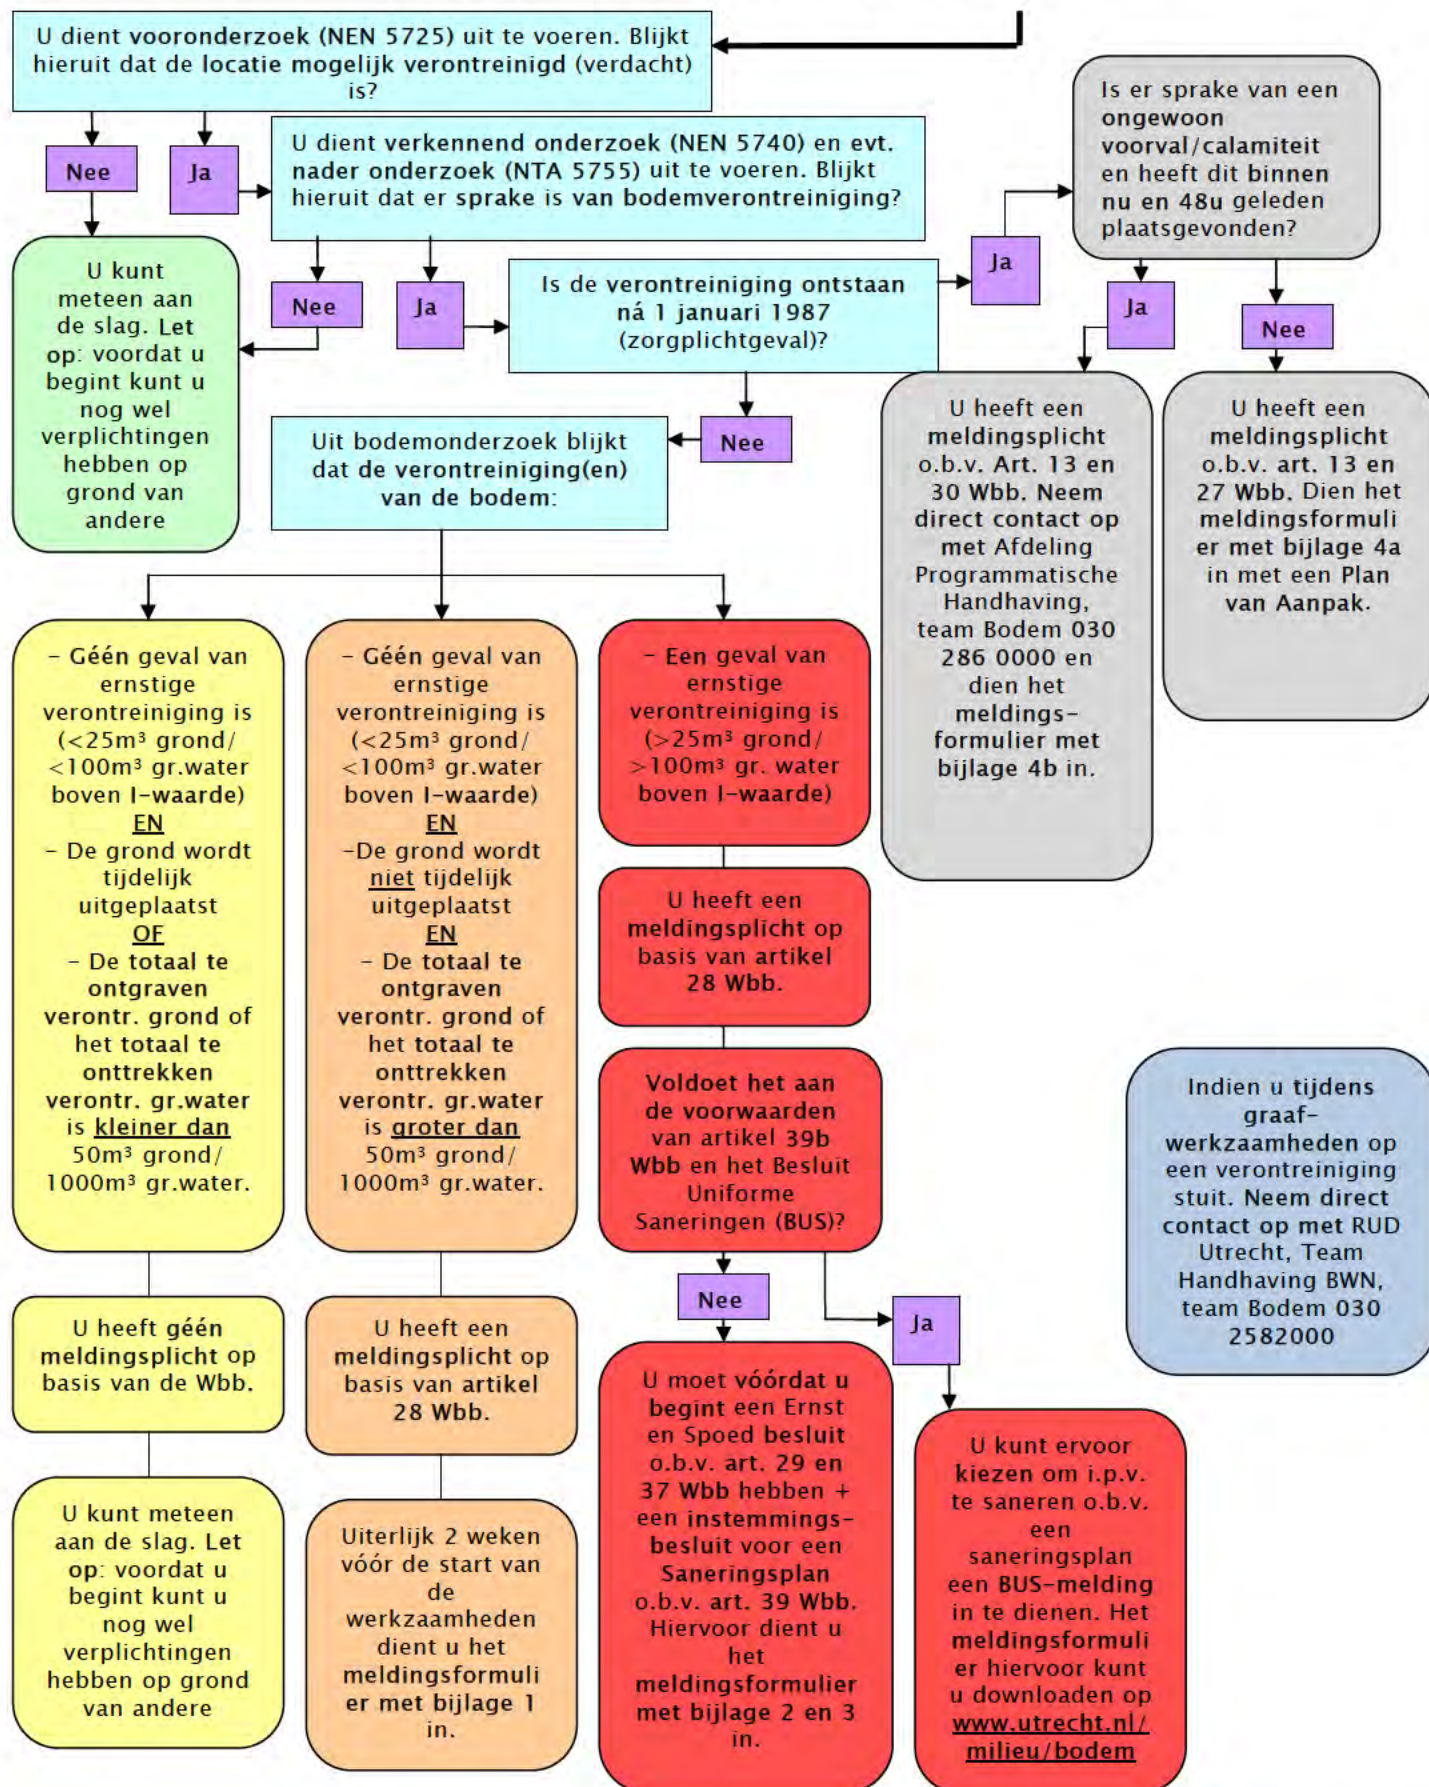 U dient vooronderzoek (NEN 5725) uit te voeren. Blijkt
hieruit dat de locatie mogelijk verontreinigd (verdacht)
is?
Nee
Ja
U dient verkennend onderzoek (NEN 5740) en evt.
nader onderzoek (NTA 5755) uit te voeren. Blijkt
hieruit dat er sprake is van bodemverontreiniging?
Is er sprake van een
ongewoon
voorval/calamiteit
en heeft dit binnen
nu en 48u geleden
plaatsgevonden?
U kunt
meteen aan
de slag. Let
op: voordat u
begint kunt u
nog wel
verplichtingen
hebben op
grond van
andere
Nee
Ja
Is de verontreiniging ontstaan
ná 1 januari 1987
(zorgplichtgeval)?
Ja
Ja
Nee
Nee
Uit bodemonderzoek blijkt
dat de verontreiniging(en)
van de bodem:
U heeft een
meldingsplicht
o.b.v. Art. 13 en
30 Wbb. Neem
direct contact op
met Afdeling
Programmatische
Handhaving,
team Bodem 030
286 0000 en
dien het
meldings-
formulier met
bijlage 4b in.
U heeft een
meldingsplicht
o.b.v. art. 13 en
27 Wbb. Dien het
meldingsformuli
er met bijlage 4a
in met een Plan
van Aanpak.
- Géén geval van
ernstige
verontreiniging is
(<25m³ grond/
<100m³ gr.water
boven I-waarde)
EN
- De grond wordt
tijdelijk
uitgeplaatst
OF
- De totaal te
ontgraven
verontr. grond of
het totaal te
onttrekken
verontr. gr.water
is kleiner dan
50m³ grond/
1000m³ gr.water.
- Géén geval van
ernstige
verontreiniging is
(<25m³ grond/
<100m³ gr.water
boven I-waarde)
EN
-De grond wordt
niet tijdelijk
uitgeplaatst
EN
- De totaal te
ontgraven
verontr. grond of
het totaal te
onttrekken
verontr. gr.water
is groter dan
50m³ grond/
1000m³ gr.water.
- Een geval van
ernstige
verontreiniging is
(>25m³ grond/
>100m³ gr. water
boven I-waarde)
U heeft een
meldingsplicht op
basis van artikel
28 Wbb.
Voldoet het aan
de voorwaarden
van artikel 39b
Wbb en het Besluit
Uniforme
Saneringen (BUS)?
Indien u tijdens
graaf-
werkzaamheden op
een verontreiniging
stuit. Neem direct
contact op met RUD
Utrecht, Team
Handhaving BWN,
team Bodem 030
2582000
Nee
Ja
U heeft géén
meldingsplicht op
basis van de Wbb.
U heeft een
meldingsplicht op
basis van artikel
28 Wbb.
U kunt meteen
aan de slag. Let
op: voordat u
begint kunt u
nog wel
verplichtingen
hebben op grond
van andere
Uiterlijk 2 weken
vóór de start van
de
werkzaamheden
dient u het
meldingsformuli
er met bijlage 1
in.
U moet vóórdat u
begint een Ernst
en Spoed besluit
o.b.v. art. 29 en
37 Wbb hebben +
een instemmings-
besluit voor een
Saneringsplan
o.b.v. art. 39 Wbb.
Hiervoor dient u
het
meldingsformulier
met bijlage 2 en 3
in.
U kunt ervoor
kiezen om i.p.v.
te saneren o.b.v.
een
saneringsplan
een BUS-melding
in te dienen. Het
meldingsformuli
er hiervoor kunt
u downloaden op
www.utrecht.nl/
milieu/bodem